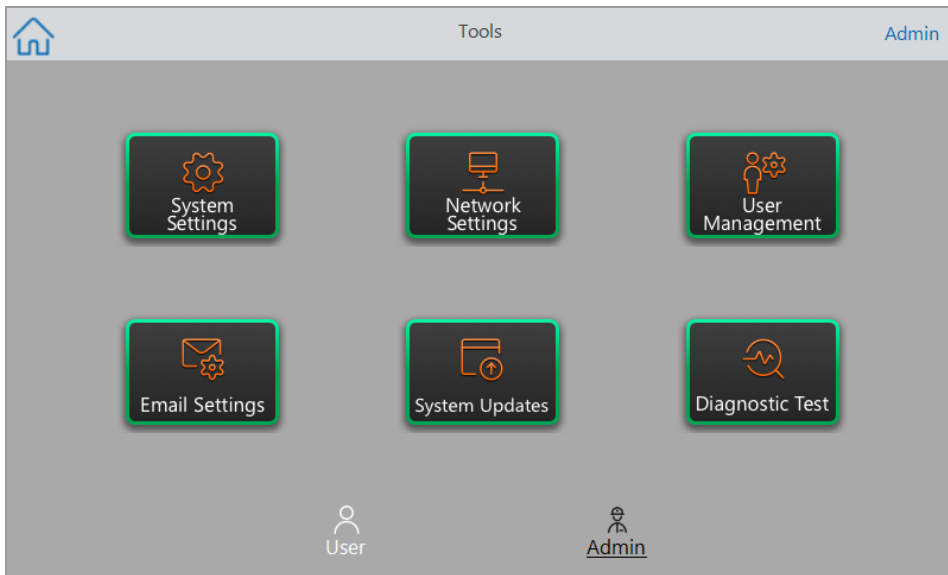 Tools
Admin
System
Settings
Network
Settings
User
Management
Email Settings
System Updates
Diagnostic Test
User
Admin